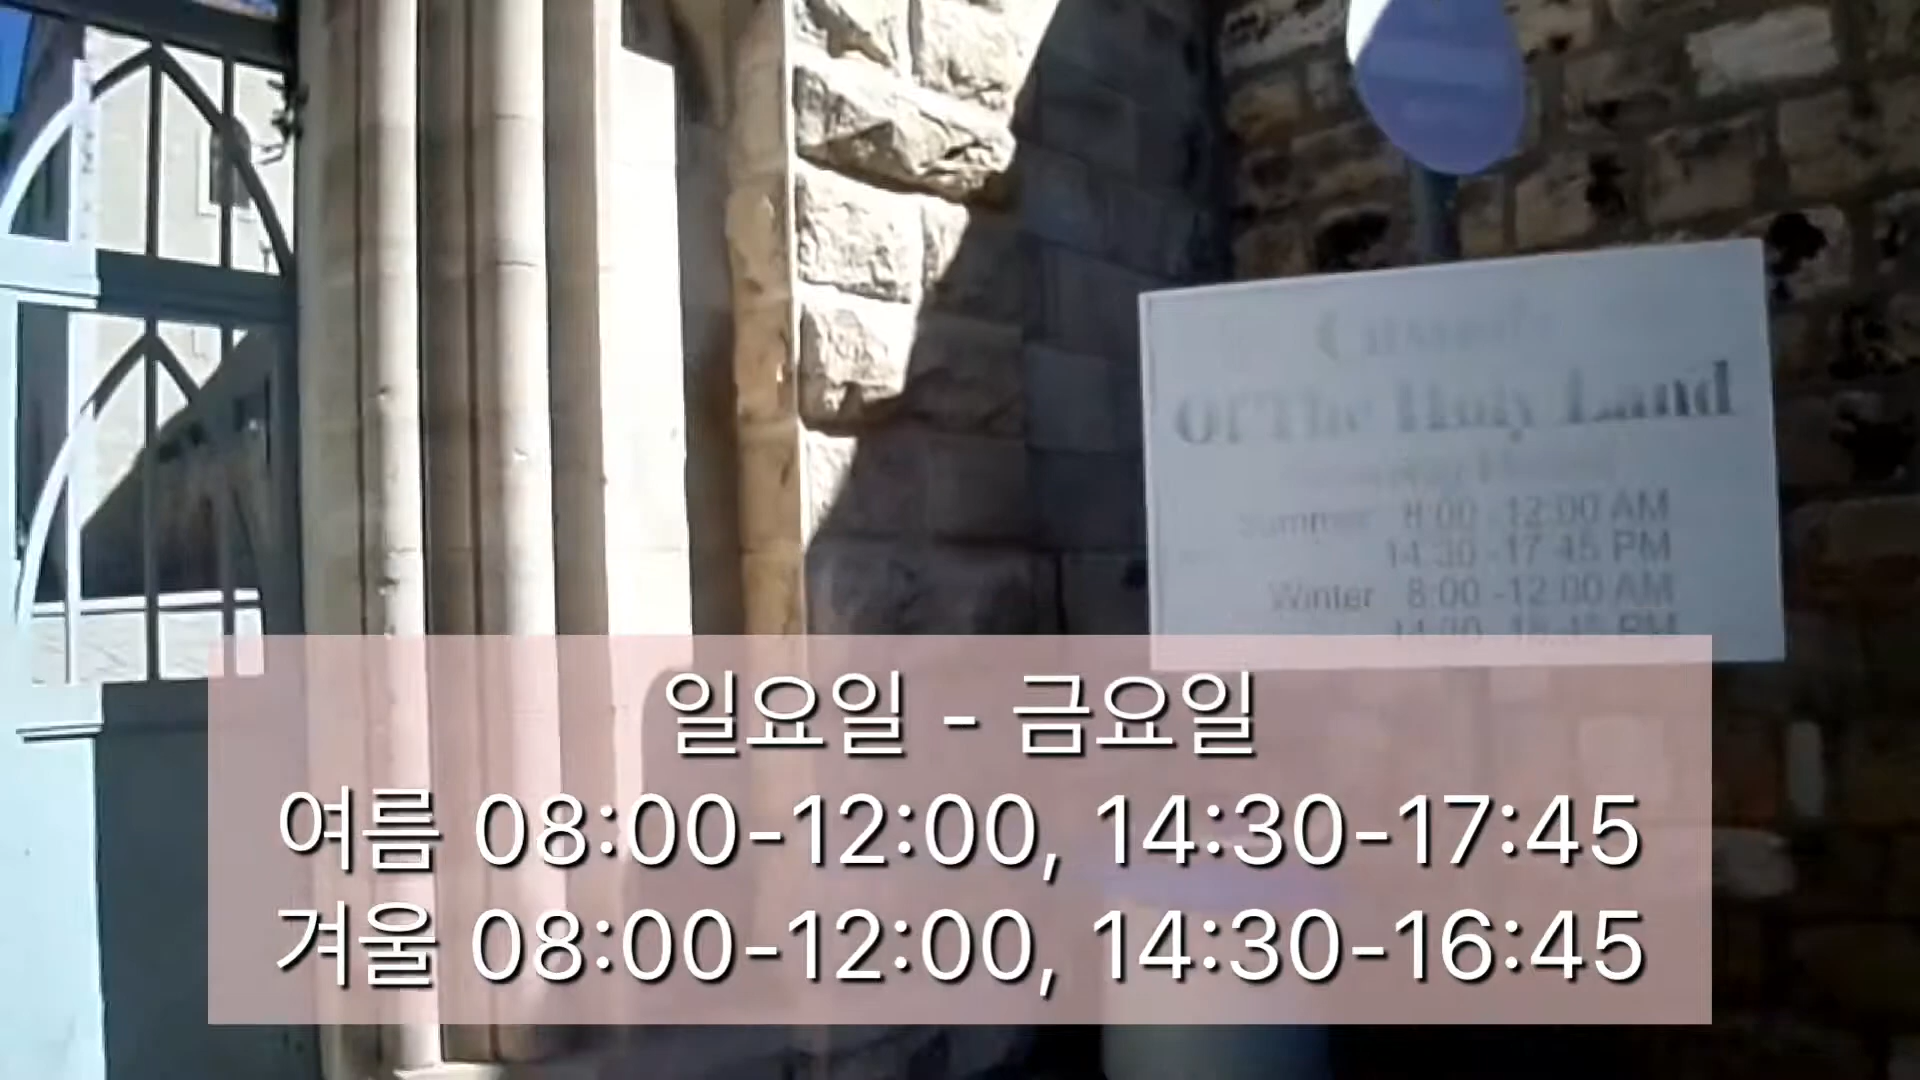 Of The Holy Land
Summer 8:00 - 12:00 AM
14:30 - 17:45 PM
Winter 8:00 - 12:00 AM
일요일 - 금요일
여름 08:00-12:00, 14:30-17:45
겨울 08:00-12:00, 14:30-16:45